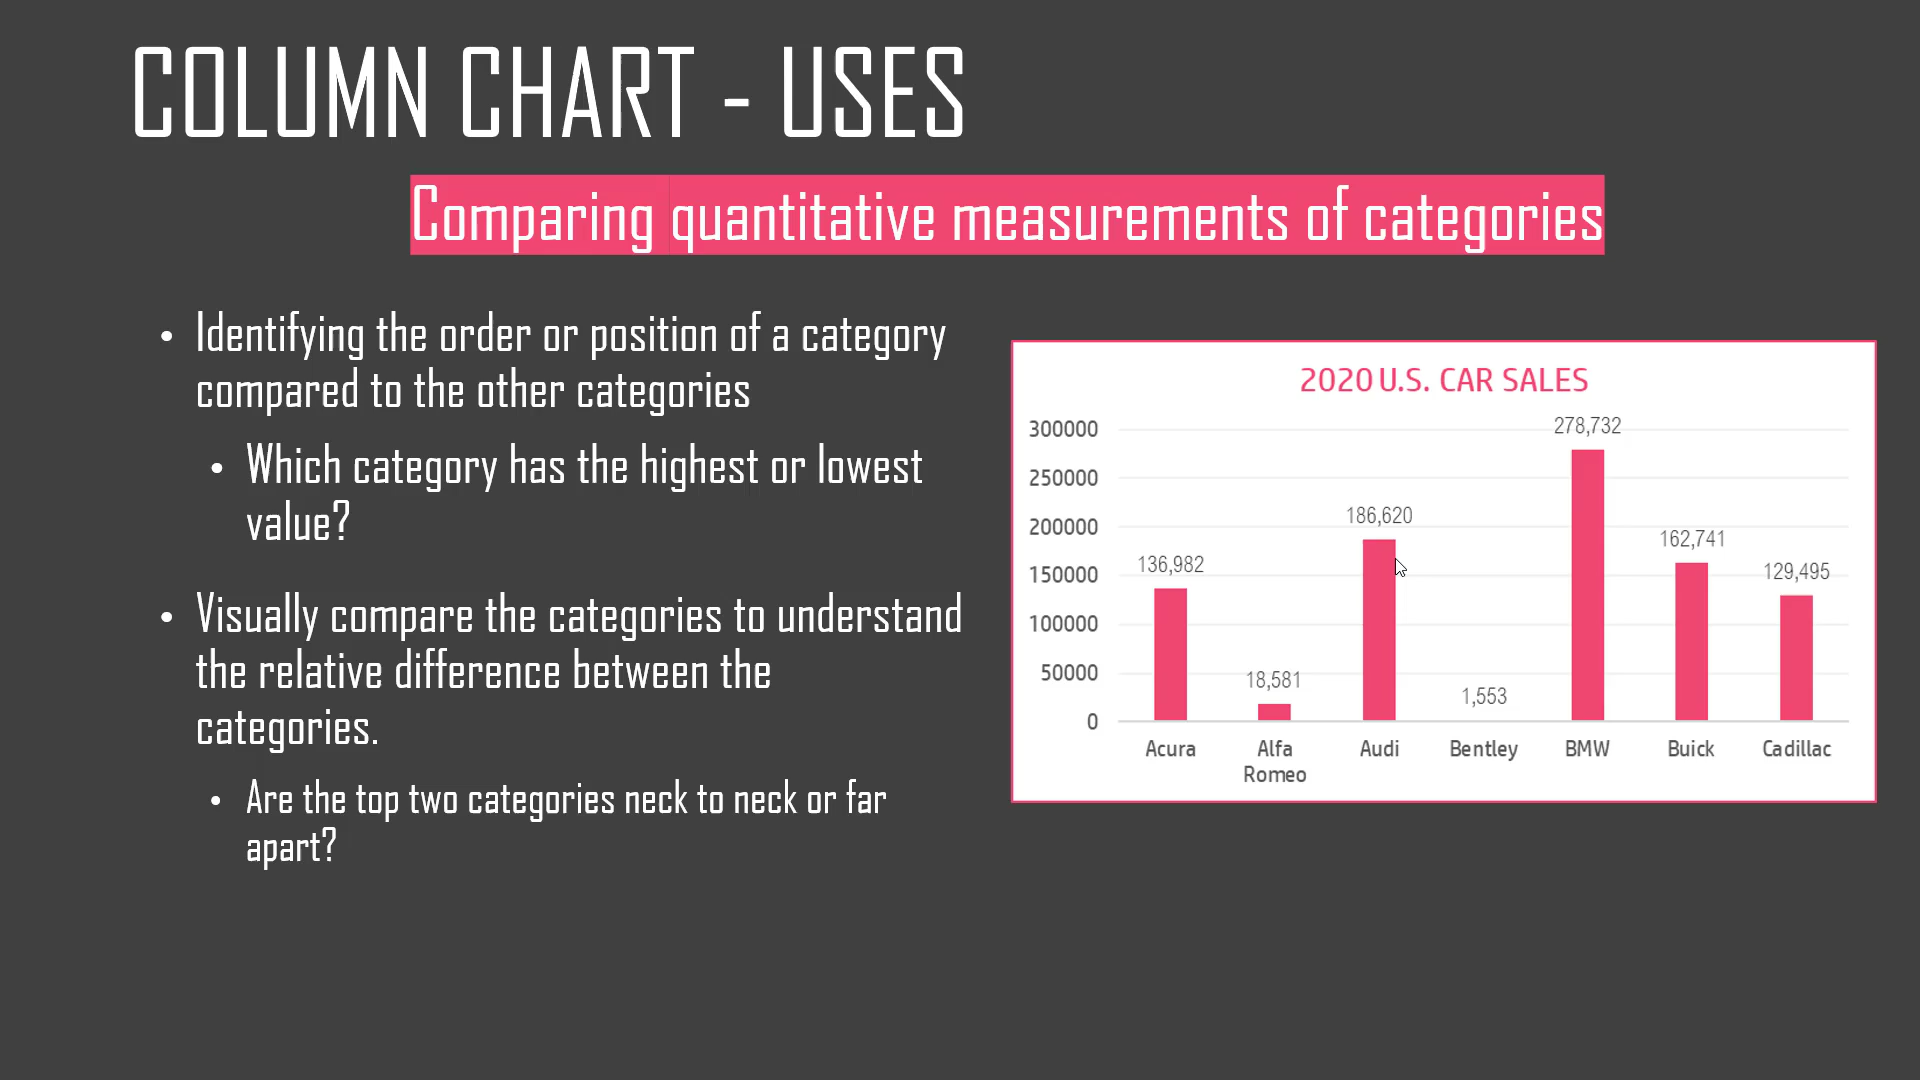 COLUMN CHART - USES
Comparing quantitative measurements of categories
• Identifying the order or position of a category
compared to the other categories
• Which category has the highest or lowest
value?
• Visually compare the categories to understand
the relative difference between the
categories.
• Are the top two categories neck to neck or far
apart?
2020 U.S. CAR SALES
300000
250000
200000
150000
100000
50000
0
136,982
18,581
186,620
1,553
278,732
162,741
129,495
Acura
Alfa
Romeo
Audi
Bentley
BMW
Buick
Cadillac